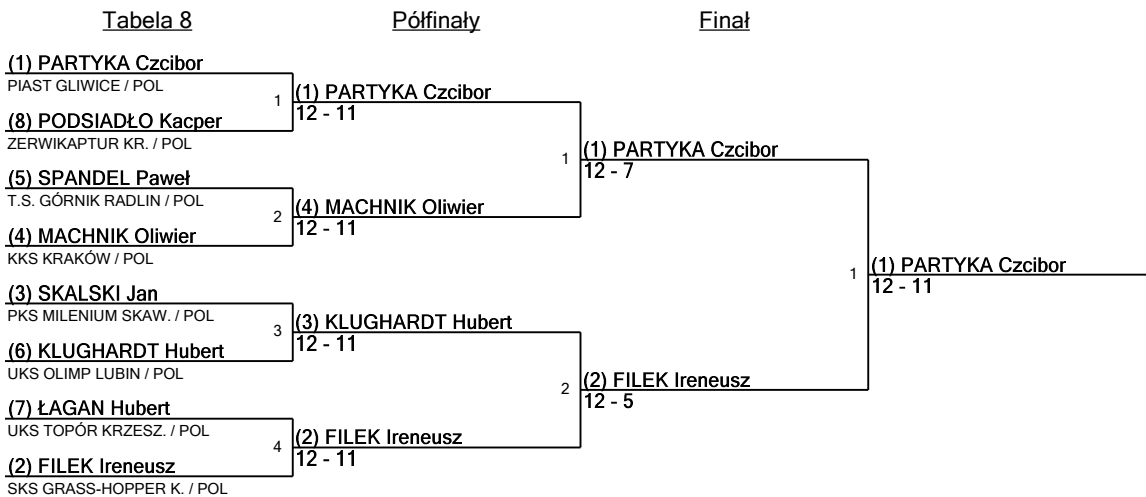 Tabela 8
Półfinały
Finał
(1) PARTYKA Czcibor
PIAST GLIWICE / POL
1
(1) PARTYKA Czcibor
12 - 11
(8) PODSIADŁO Kacper
ZERWIKAPTUR KR. / POL
1
(1) PARTYKA Czcibor
12 - 7
(5) SPANDEL Paweł
T.S. GÓRNIK RADLIN / POL
2
(4) MACHNIK Oliwier
12 - 11
(4) MACHNIK Oliwier
KKS KRAKÓW / POL
1
(1) PARTYKA Czcibor
12 - 11
(3) SKALSKI Jan
PKS MILENIUM SKAW. / POL
3
(3) KLUGHARDT Hubert
12 - 11
(6) KLUGHARDT Hubert
UKS OLIMP LUBIN / POL
2
(2) FILEK Ireneusz
12 - 5
(7) ŁAGAN Hubert
UKS TOPÓR KRZESZ. / POL
4
(2) FILEK Ireneusz
12 - 11
(2) FILEK Ireneusz
SKS GRASS-HOPPER K. / POL